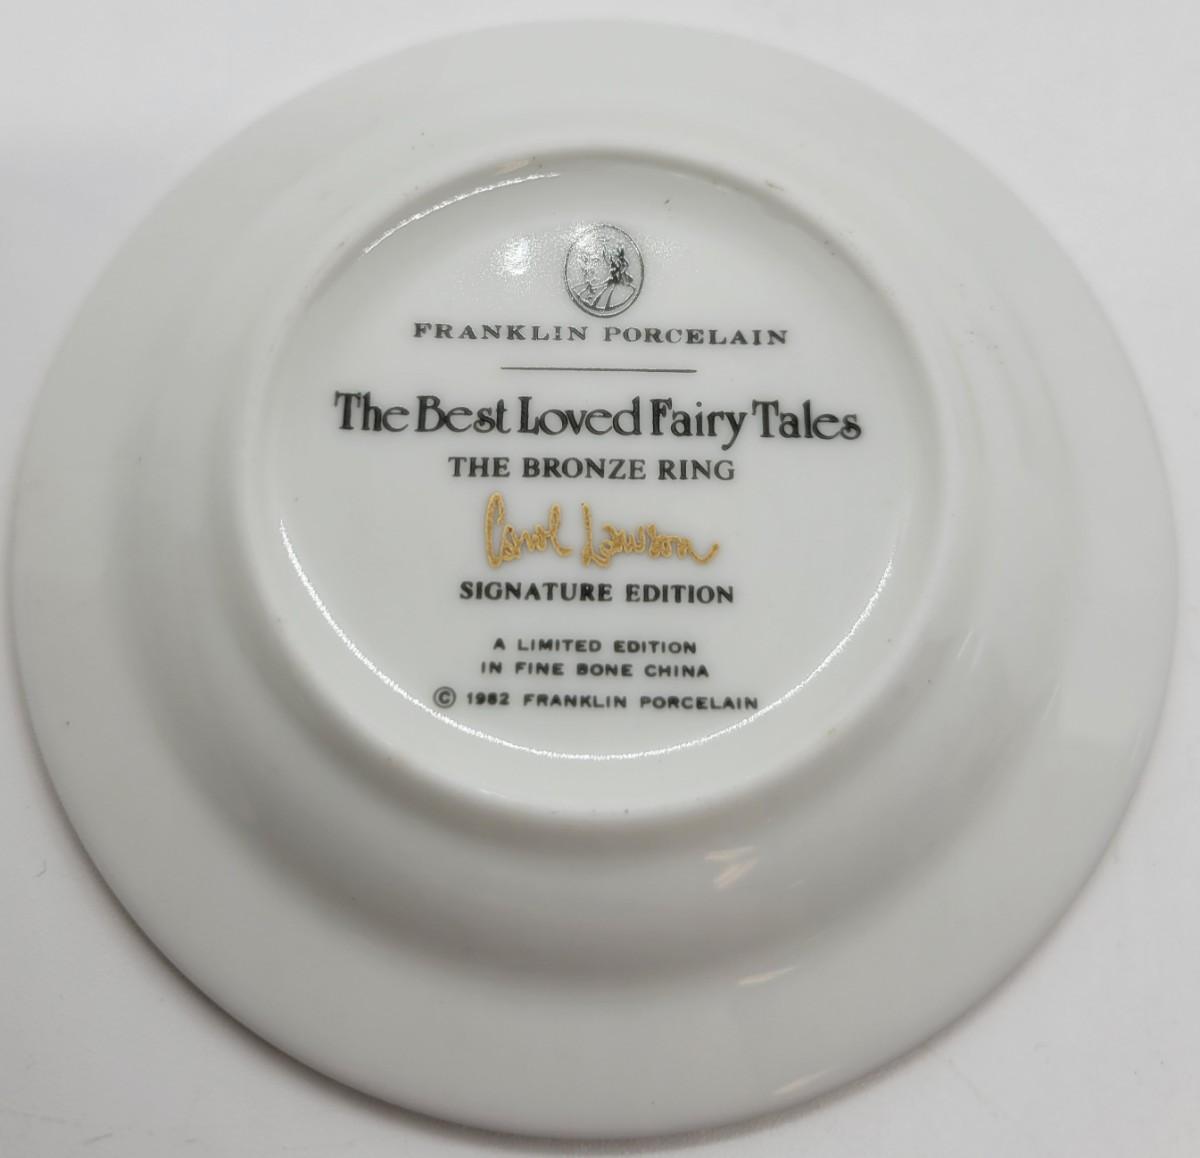 FRANKLIN PORCELAIN
The Best Loved Fairy Tales
THE BRONZE RING
Carol Lawson
SIGNATURE EDITION
A LIMITED EDITION
IN FINE BONE CHINA
© 1982 FRANKLIN PORCELAIN